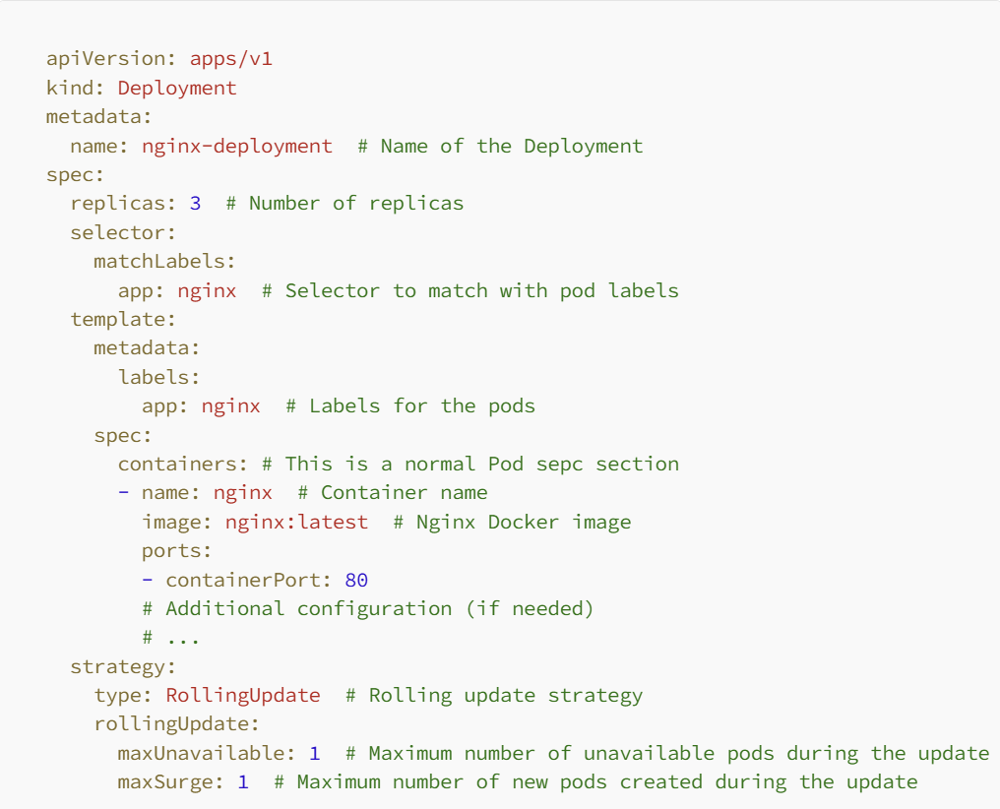 apiVersion: apps/v1
kind: Deployment
metadata:
  name: nginx-deployment  # Name of the Deployment
spec:
  replicas: 3  # Number of replicas
  selector:
    matchLabels:
      app: nginx  # Selector to match with pod labels
  template:
    metadata:
      labels:
        app: nginx  # Labels for the pods
    spec:
      containers: # This is a normal Pod sepc section
      - name: nginx  # Container name
        image: nginx:latest  # Nginx Docker image
        ports:
        - containerPort: 80
        # Additional configuration (if needed)
        # ...
  strategy:
    type: RollingUpdate  # Rolling update strategy
    rollingUpdate:
      maxUnavailable: 1  # Maximum number of unavailable pods during the update
      maxSurge: 1  # Maximum number of new pods created during the update